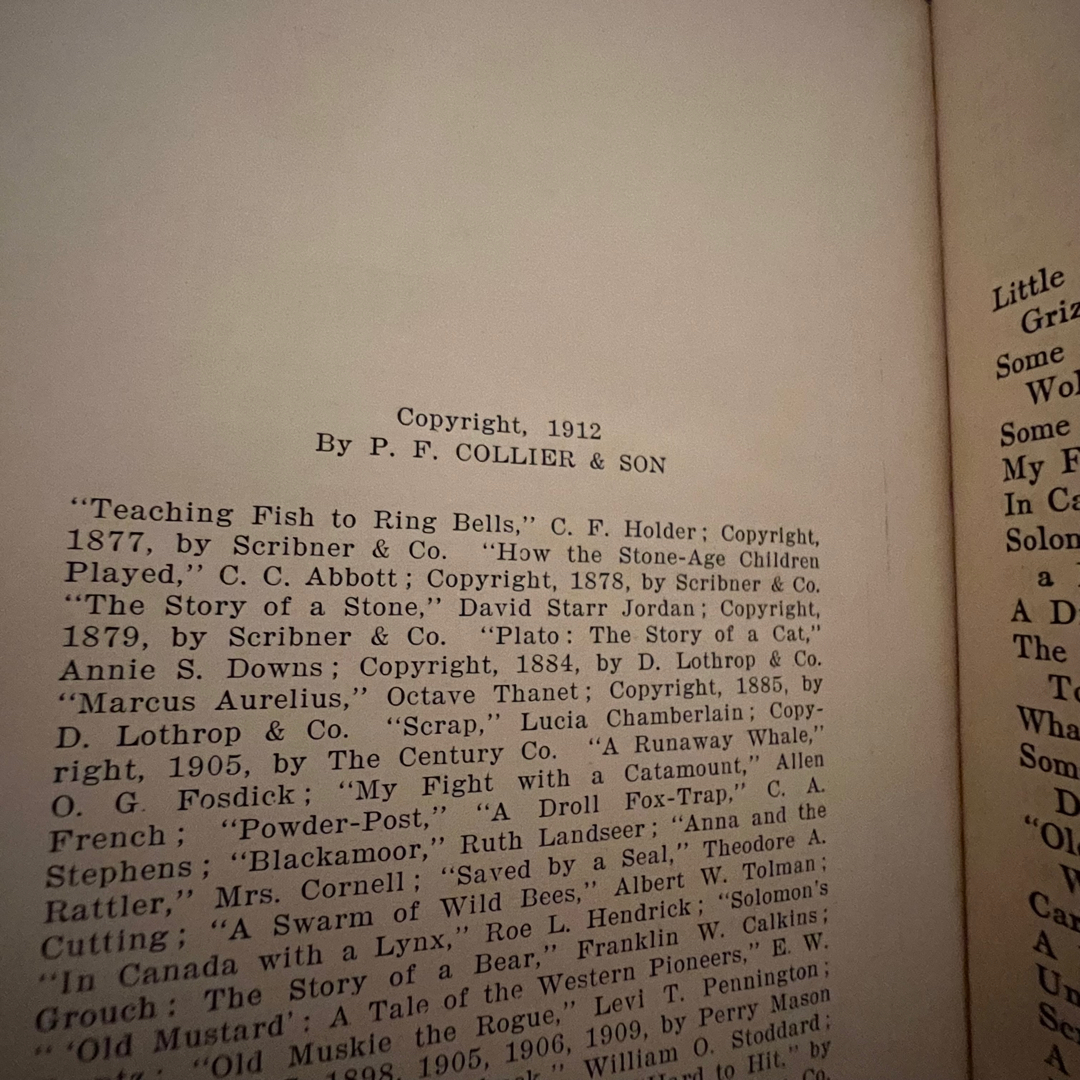 Copyright, 1912
By P. F. COLLIER & SON
“Teaching Fish to Ring Bells,” C. F. Holder; Copyright,
1877, by Scribner & Co. “How the Stone-Age Children
Played,” C. C. Abbott; Copyright, 1878, by Scribner & Co.
“The Story of a Stone,” David Starr Jordan; Copyright,
1879, by Scribner & Co. “Plato: The Story of a Cat,”
Annie S. Downs; Copyright, 1884, by D. Lothrop & Co.
“Marcus Aurelius,” Octave Thanet; Copyright, 1885, by
D. Lothrop & Co. “Scrap,” Lucia Chamberlain; Copy-
right, 1905, by The Century Co. “A Runaway Whale,”
O. G. Fosdick; “My Fight with a Catamount,” Allen
French; “Powder-Post,” “A Droll Fox-Trap,” C. A.
Stephens; “Blackamoor,” Ruth Landseer; “Anna and the
Rattler,” Mrs. Cornell; “Saved by a Seal,” Theodore A.
Cutting; “A Swarm of Wild Bees,” Albert W. Tolman;
“In Canada with a Lynx,” Roe L. Hendrick; “Solomon’s
Grouch: The Story of a Bear,” Franklin W. Calkins;
“ ‘Old Mustard’: A Tale of the Western Pioneers,” E. W.
“Old Muskie the Rogue,” Levi T. Pennington;
1898, 1905, 1906, 1909, by Perry Mason
William O. Stoddard;
to Hit,” by
Co.
Little
Some
Some
My
In
Solon
a
A
The
Wha
Som
“Old
A
Un
A